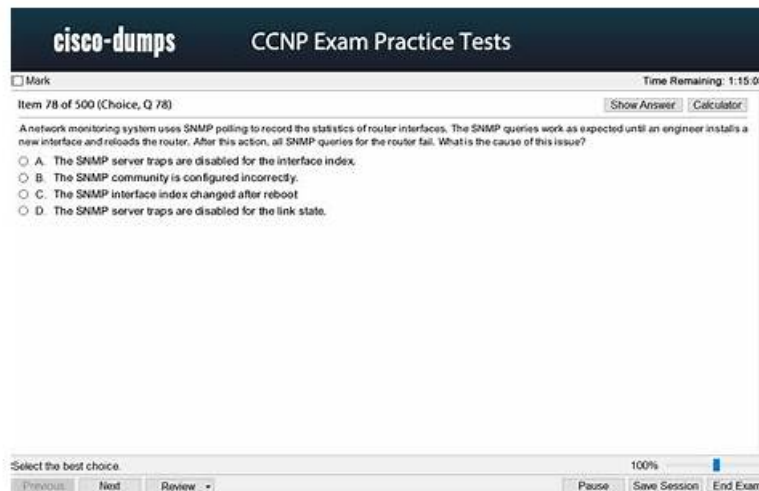 cisco-dumps CCNP Exam Practice Tests
Mark Time Remaining: 1:15:0
Item 78 of 500 (Choice, Q 78) Show Answer Calculator
A network monitoring system uses SNMP polling to record the statistics of router interfaces. The SNMP queries work as expected until an engineer installs a
new interface and reloads the router. After this action, all SNMP queries for the router fail. What is the cause of this issue?
A. The SNMP server traps are disabled for the interface index.
B. The SNMP community is configured incorrectly.
C. The SNMP interface index changed after reboot
D. The SNMP server traps are disabled for the link state.
Select the best choice. 100%
Previous Next Review Pause Save Session End Exam